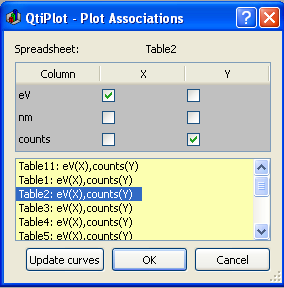 QtiPlot - Plot Associations
Spreadsheet: Table2
Column X Y
eV
nm
counts
Table11: eV(X),counts(Y)
Table1: eV(X),counts(Y)
Table2: eV(X),counts(Y)
Table3: eV(X),counts(Y)
Table4: eV(X),counts(Y)
Table5: eV(X),counts(Y)
Update curves OK Cancel